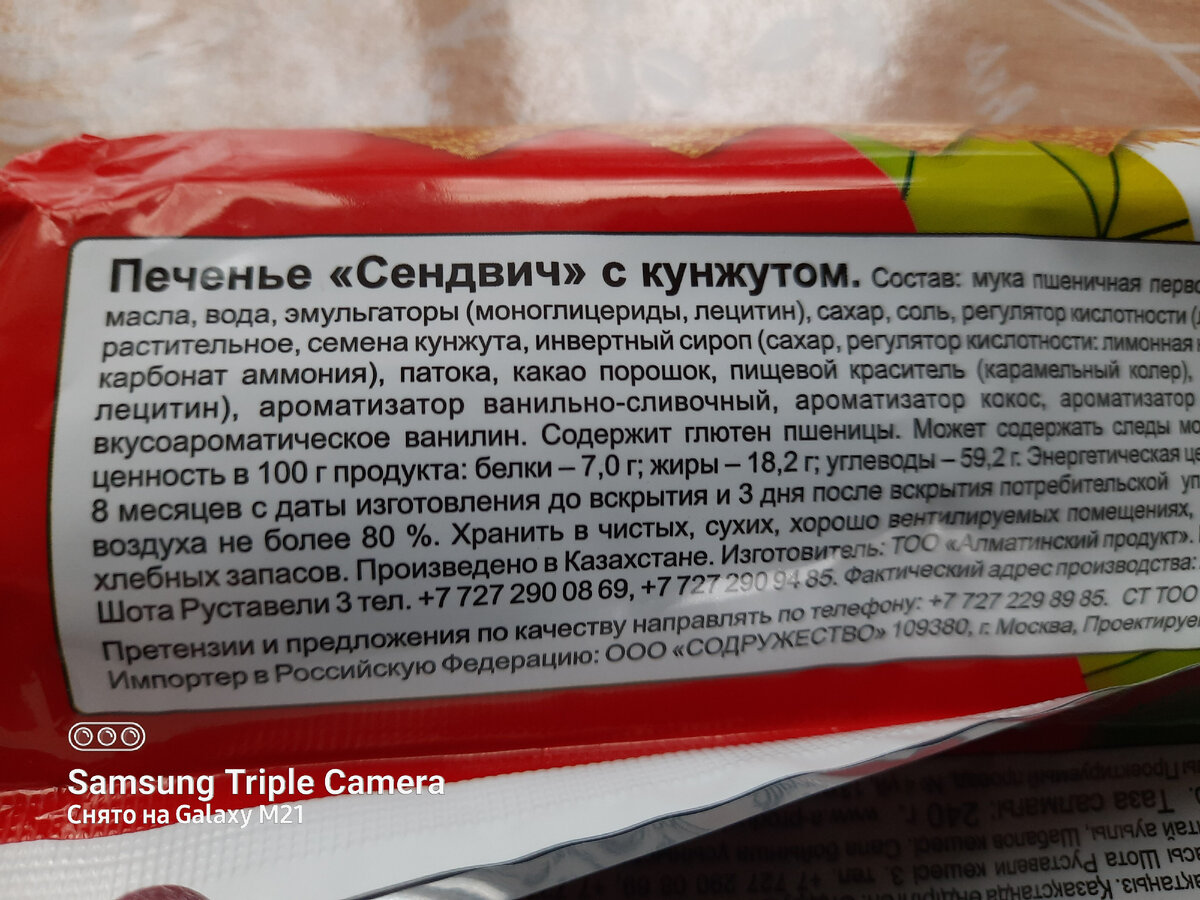 Печенье «Сендвич» с кунжутом. Состав: мука пшеничная
масла, вода, эмульгаторы (моноглицериды, лецитин), сахар, соль, регулятор кислотности
растительное, семена кунжута, инвертный сироп (сахар, регулятор кислотности: лимонная
карбонат аммония), патока, какао порошок, пищевой краситель (карамельный колер),
лецитин), ароматизатор ванильно-сливочный, ароматизатор кокос, ароматизатор
вкусоароматическое ванилин. Содержит глютен пшеницы. Может содержать следы
ценность в 100 г продукта: белки – 7,0 г; жиры – 18,2 г; углеводы – 59,2 г. Энергетическая
8 месяцев с даты изготовления до вскрытия и 3 дня после вскрытия потребительской
воздуха не более 80 %. Хранить в чистых, сухих, хорошо вентилируемых помещениях,
хлебных запасов. Произведено в Казахстане. Изготовитель: ТОО «Алматинский продукт».
Шота Руставели 3 тел. +7 727 290 08 69, +7 727 290 94 85. Фактический адрес производства:
Претензии и предложения по качеству направлять по телефону: +7 727 229 89 85. СТ ТОО
Импортер в Российскую Федерацию: ООО «СОДРУЖЕСТВО» 109380, г. Москва, Проектируе
Samsung Triple Camera
Снято на Galaxy M21